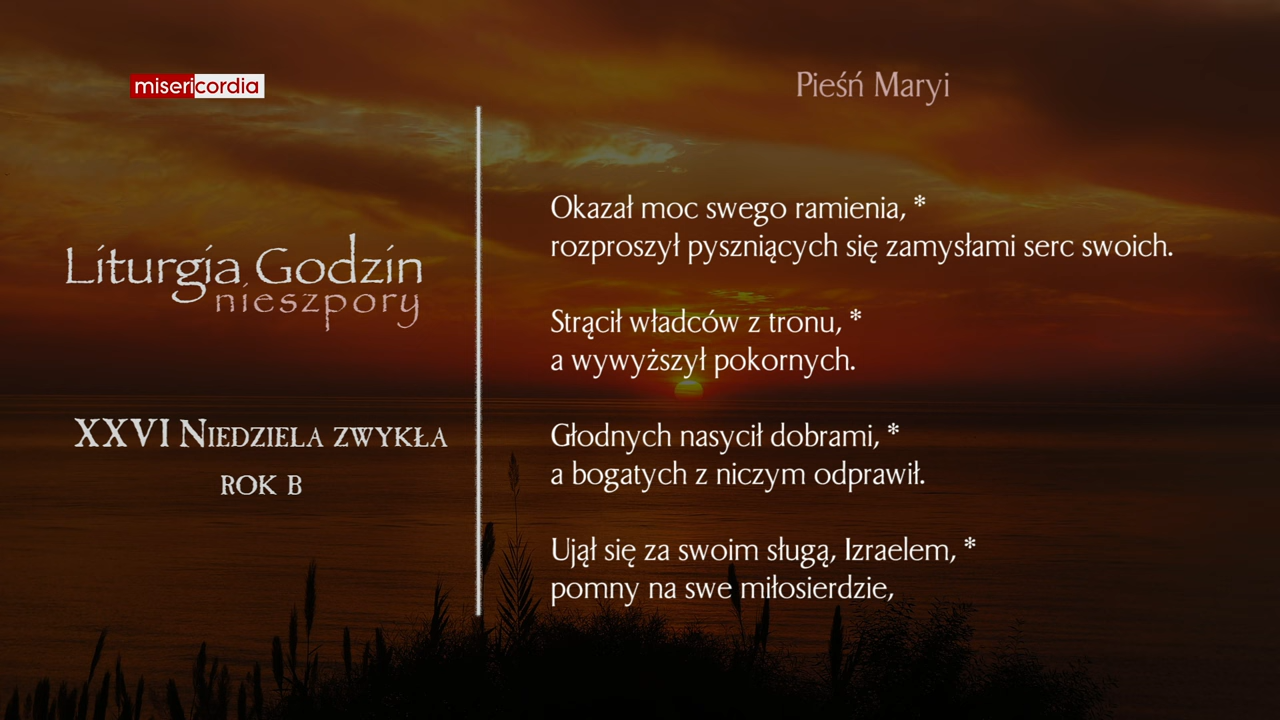 misericordia
Pieśń Maryi
Liturgia Godzin
nieszpory
XXVI Niedziela zwykła
rok B
Okazał moc swego ramienia, *
rozproszył pyszniących się zamysłami serc swoich.
Strącił władców z tronu, *
a wywyższył pokornych.
Głodnych nasycił dobrami, *
a bogatych z niczym odprawił.
Ujął się za swoim sługą, Izraelem, *
pomny na swe miłosierdzie,